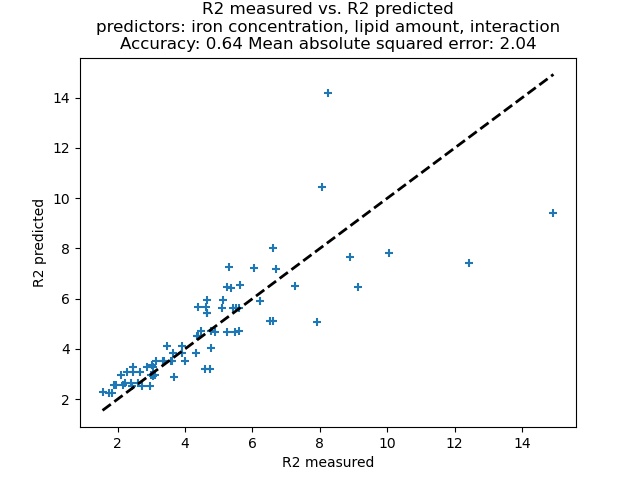 R2 measured vs. R2 predicted
predictors: iron concentration, lipid amount, interaction
Accuracy: 0.64 Mean absolute squared error: 2.04
14
12
10
8
6
4
2
R2 predicted
2 4 6 8 10 12 14
R2 measured